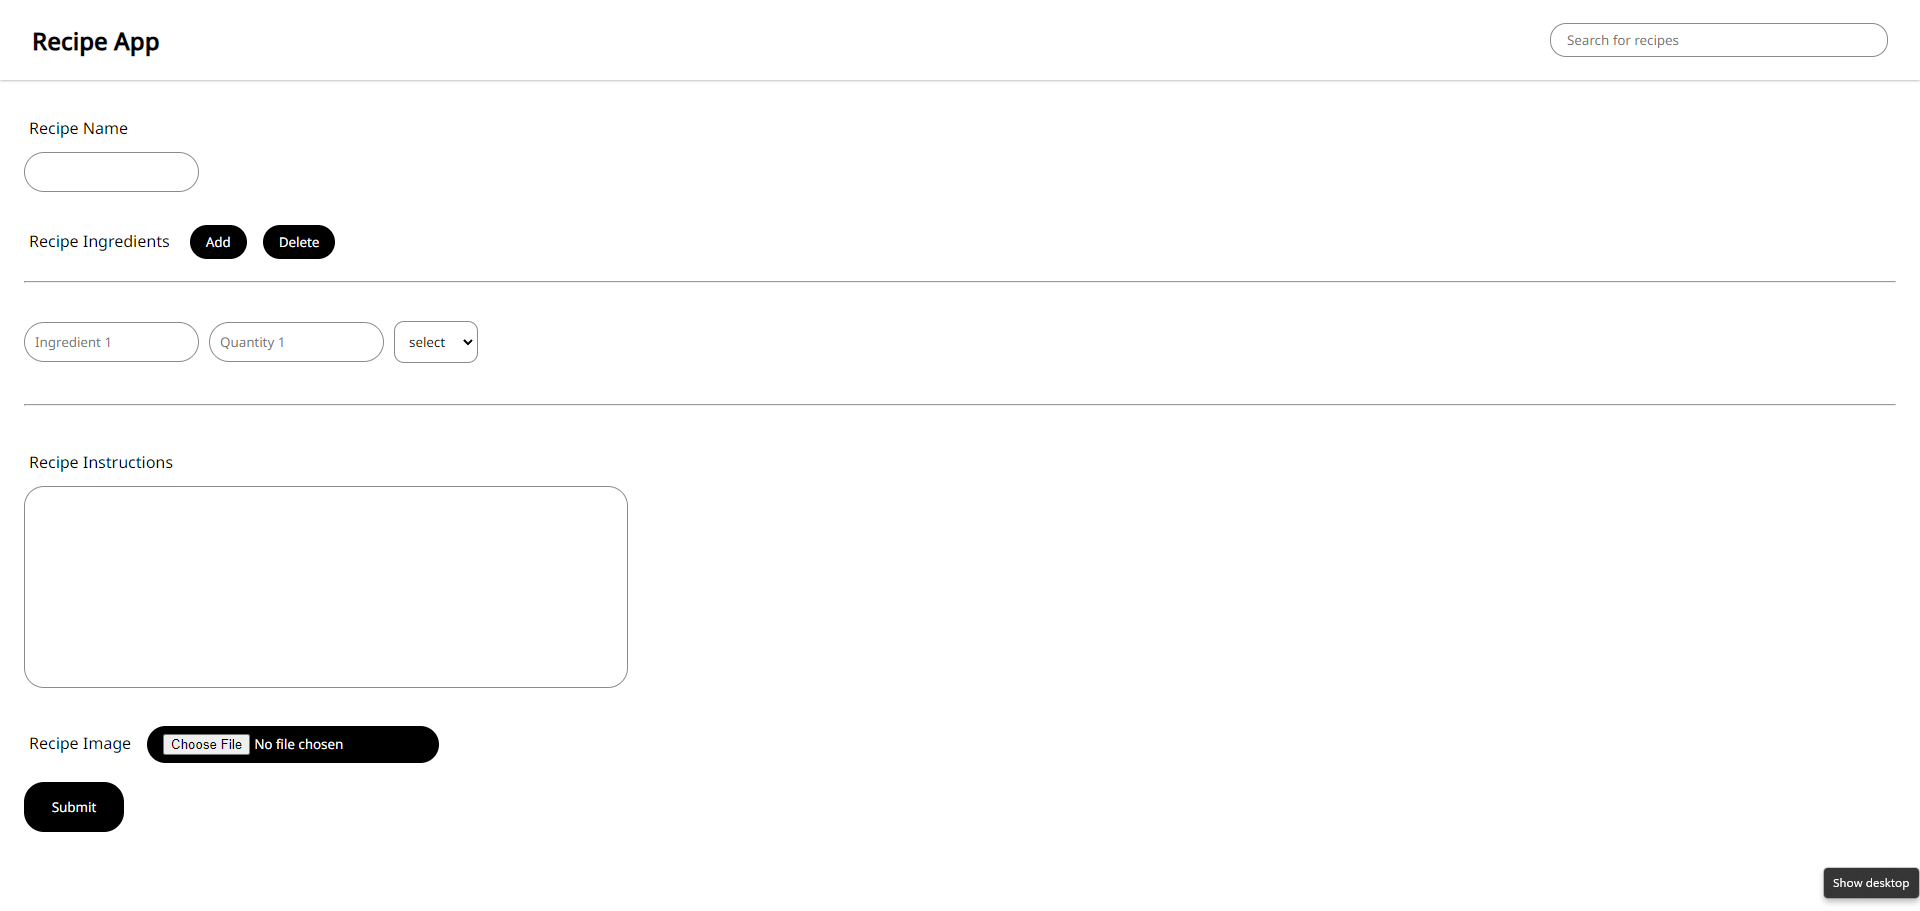 Recipe App
Search for recipes
Recipe Name
Recipe Ingredients Add Delete
Ingredient 1 Quantity 1 select
Recipe Instructions
Recipe Image Choose File No file chosen
Submit
Show desktop